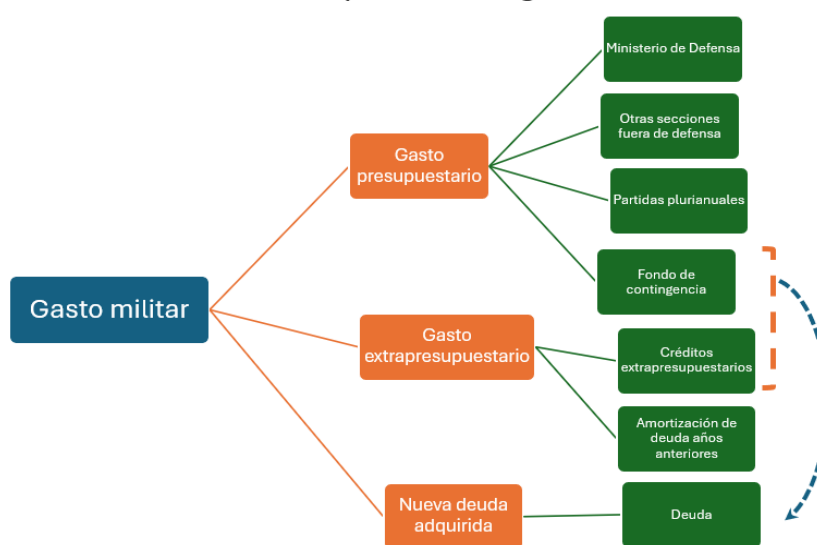 Gasto militar
Gasto
presupuestario
Gasto
extrapresupuestario
Nueva deuda
adquirida
Ministerio de Defensa
Otras secciones
fuera de defensa
Partidas plurianuales
Fondo de
contingencia
Créditos
extrapresupuestarios
Amortización de
deuda años
anteriores
Deuda